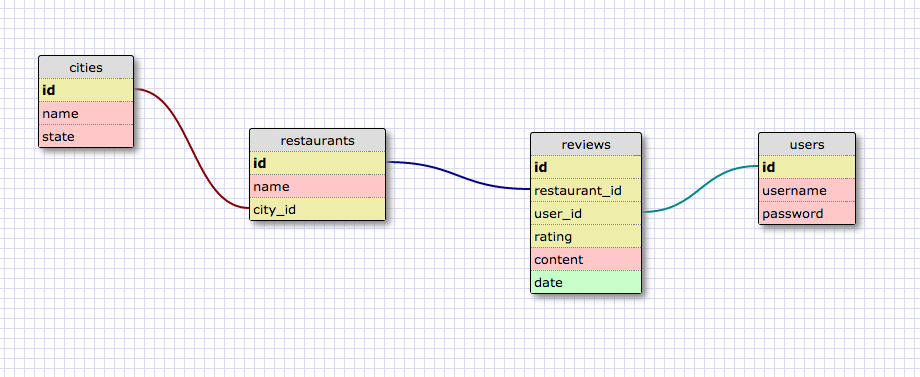 cities
id
name
state
restaurants
id
name
city_id
reviews
id
restaurant_id
user_id
rating
content
date
users
id
username
password